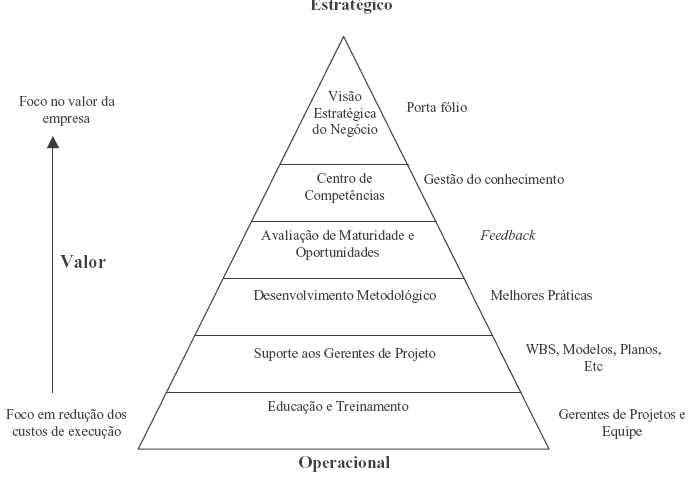 Estratégico
Foco no valor da
empresa
Visão
Estratégica
do Negócio
Porta fólio
Centro de
Competências
Gestão do conhecimento
Avaliação de Maturidade e
Oportunidades
Feedback
Valor
Desenvolvimento Metodológico
Melhores Práticas
Suporte aos Gerentes de Projeto
WBS, Modelos, Planos,
Etc
Foco em redução dos
custos de execução
Educação e Treinamento
Gerentes de Projetos e
Equipe
Operacional